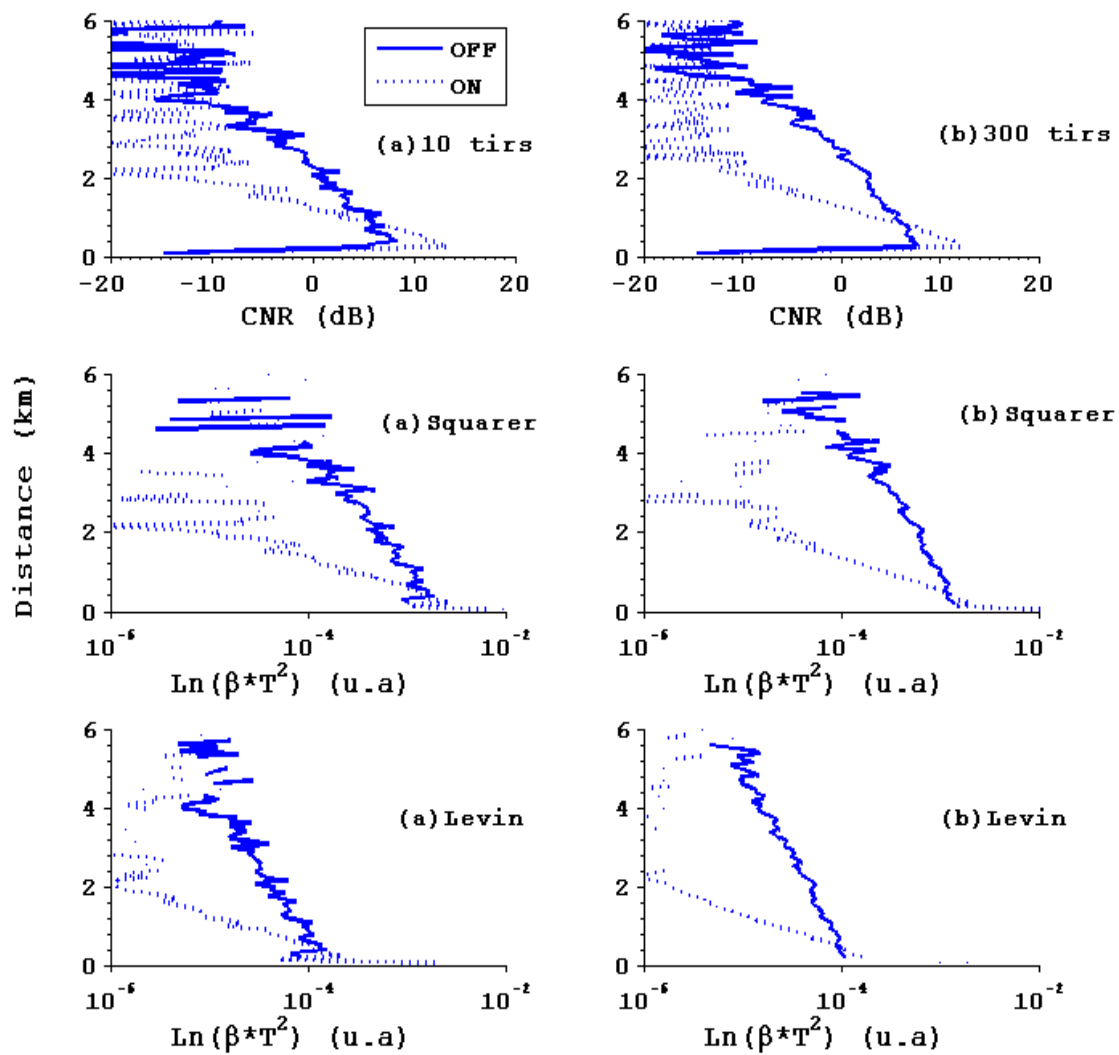 6
4
2
0
OFF
ON
(a)10 tirs
-20 -10 0 10 20
CNR (dB)
6
4
2
0
(b)300 tirs
-20 -10 0 10 20
CNR (dB)
Distance (km)
6
4
2
0
(a)Squarer
10^-6 10^-4 10^-2
Ln(β*T^2) (u.a)
6
4
2
0
(b)Squarer
10^-6 10^-4 10^-2
Ln(β*T^2) (u.a)
6
4
2
0
(a)Levin
10^-6 10^-4 10^-2
Ln(β*T^2) (u.a)
6
4
2
0
(b)Levin
10^-6 10^-4 10^-2
Ln(β*T^2) (u.a)